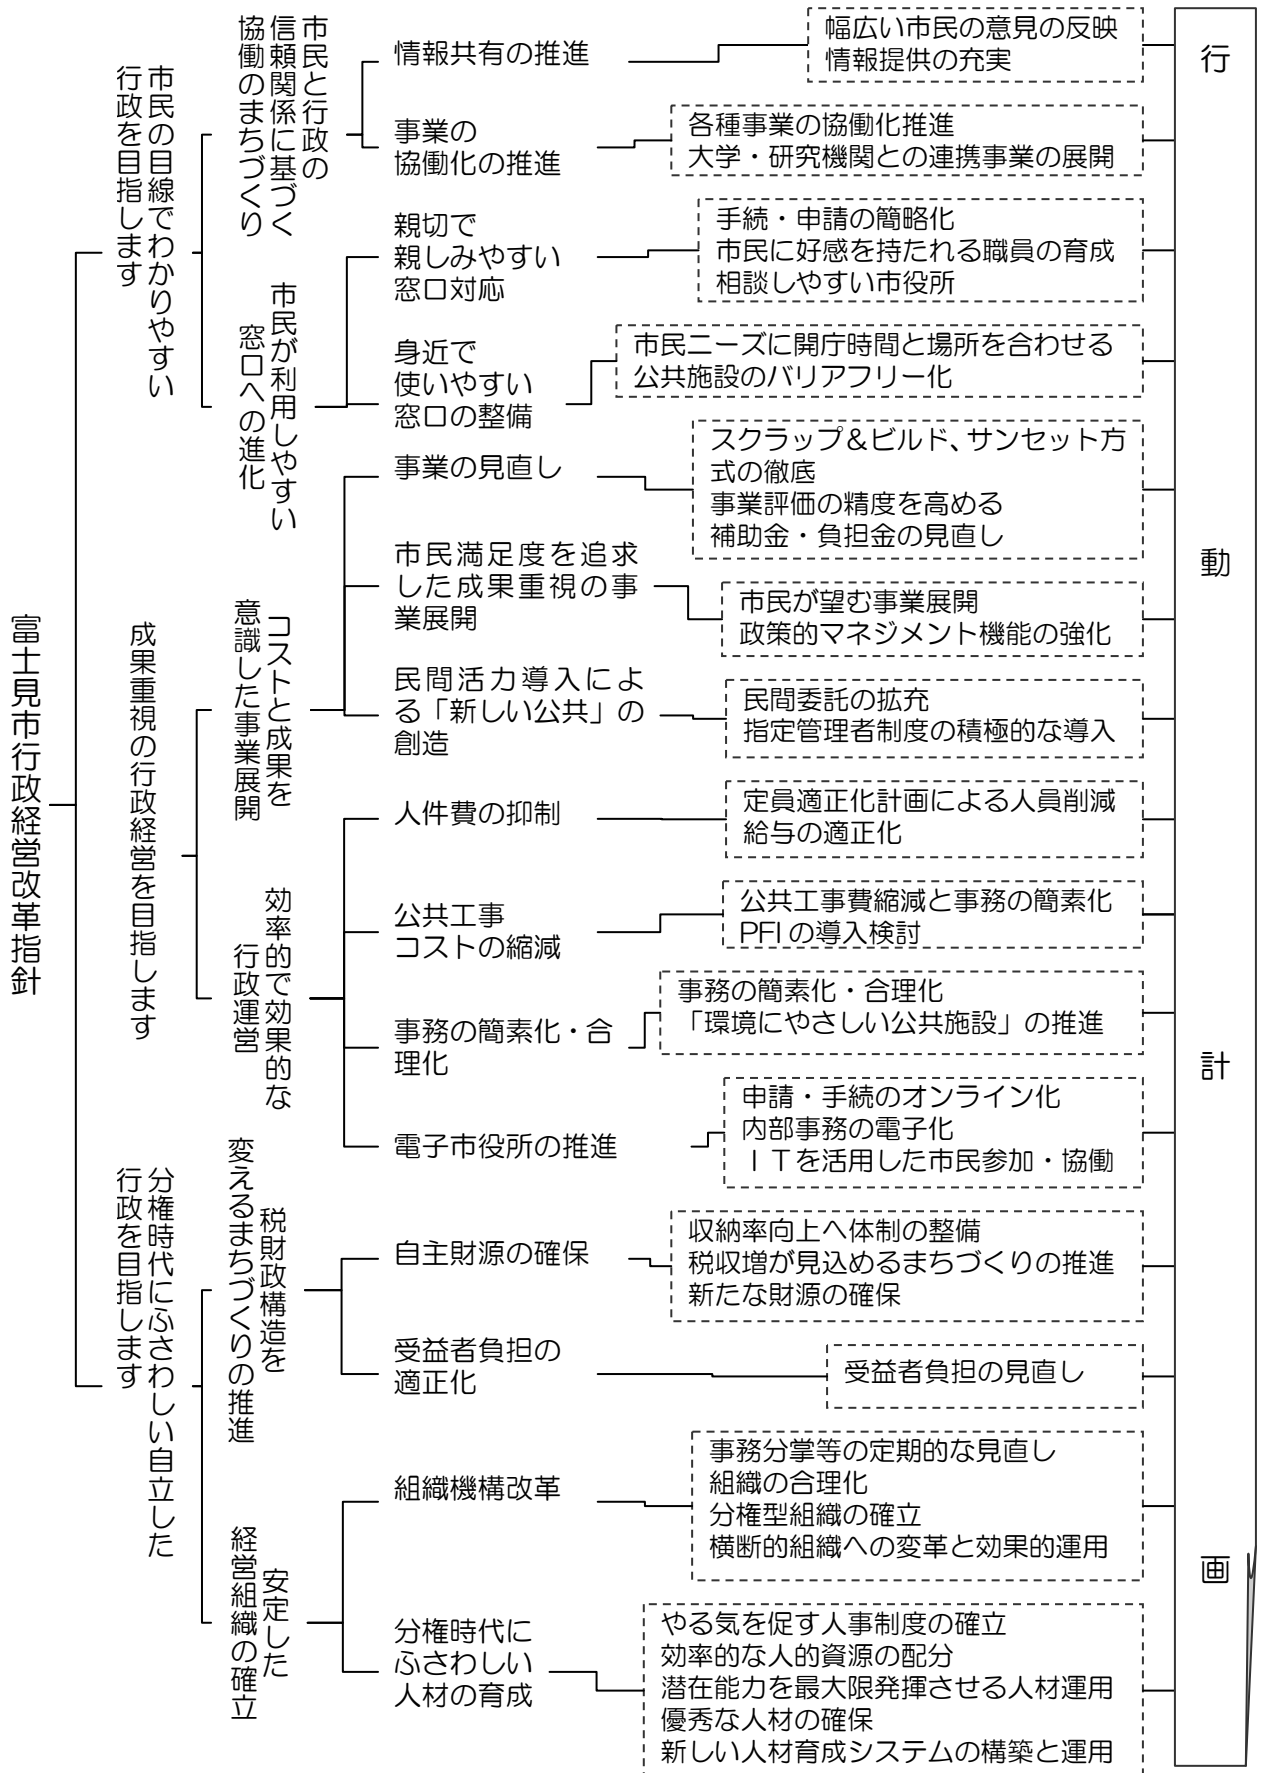 富士見市行政経営改革指針
市民の目線でわかりやすい
行政を目指します
市民と行政の
信頼関係に基づく
協働のまちづくり
情報共有の推進
幅広い市民の意見の反映
情報提供の充実
事業の
協働化の推進
各種事業の協働化推進
大学・研究機関との連携事業の展開
市民が利用しやすい
窓口への進化
親切で
親しみやすい
窓口対応
手続・申請の簡略化
市民に好感を持たれる職員の育成
相談しやすい市役所
身近で
使いやすい
窓口の整備
市民ニーズに開庁時間と場所を合わせる
公共施設のバリアフリー化
成果重視の行政経営を目指します
コストと成果を
意識した事業展開
事業の見直し
スクラップ&ビルド、サンセット方
式の徹底
事業評価の精度を高める
補助金・負担金の見直し
市民満足度を追求
した成果重視の事
業展開
市民が望む事業展開
政策的マネジメント機能の強化
民間活力導入によ
る「新しい公共」の
創造
民間委託の拡充
指定管理者制度の積極的な導入
効率的で効果的な
行政運営
人件費の抑制
定員適正化計画による人員削減
給与の適正化
公共工事
コストの縮減
公共工事費縮減と事務の簡素化
PFIの導入検討
事務の簡素化・合
理化
事務の簡素化・合理化
「環境にやさしい公共施設」の推進
電子市役所の推進
申請・手続のオンライン化
内部事務の電子化
ITを活用した市民参加・協働
分権時代にふさわしい自立した
行政を目指します
税財政構造を
変えるまちづくりの推進
自主財源の確保
収納率向上へ体制の整備
税収増が見込めるまちづくりの推進
新たな財源の確保
受益者負担の
適正化
受益者負担の見直し
安定した
経営組織の確立
組織機構改革
事務分掌等の定期的な見直し
組織の合理化
分権型組織の確立
横断的組織への変革と効果的運用
分権時代に
ふさわしい
人材の育成
やる気を促す人事制度の確立
効率的な人的資源の配分
潜在能力を最大限発揮させる人材運用
優秀な人材の確保
新しい人材育成システムの構築と運用
行動計画